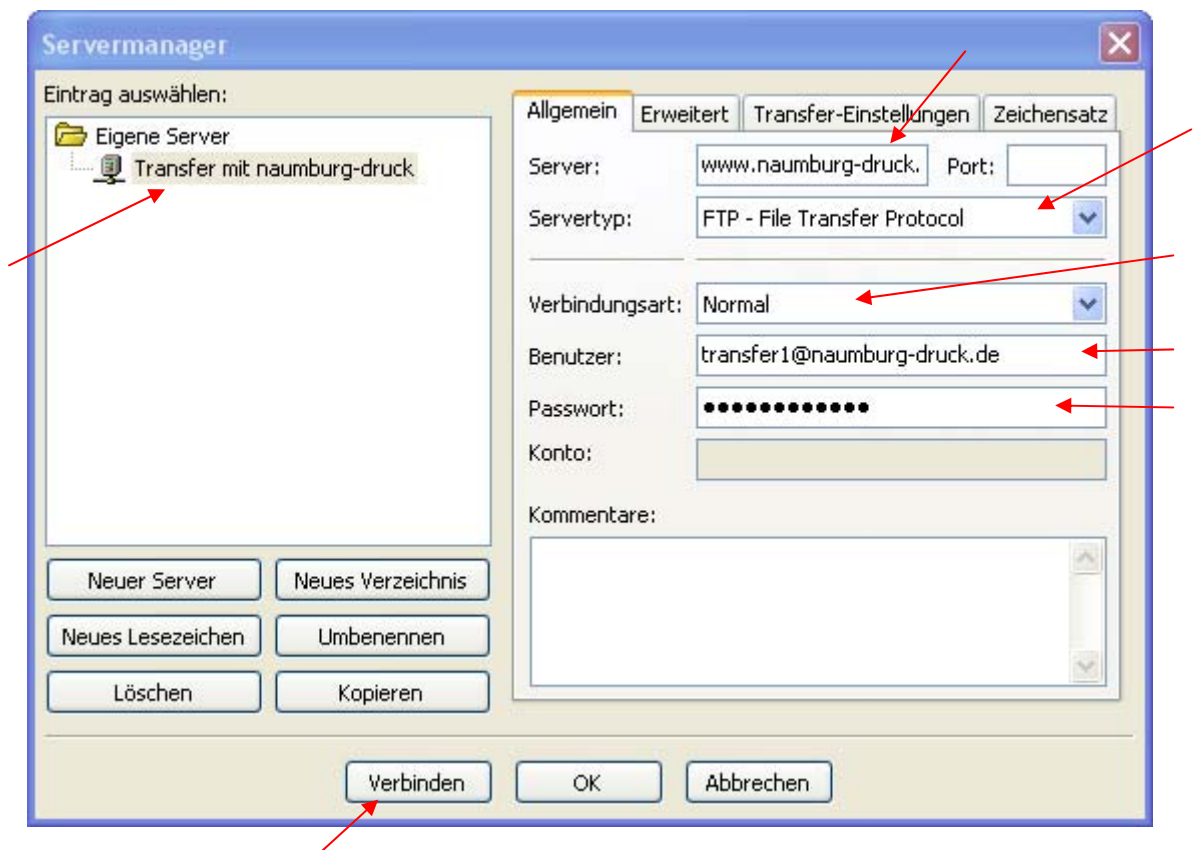 Servermanager
Eintrag auswählen:
Eigene Server
Transfer mit naumburg-druck
Neuer Server Neues Verzeichnis
Neues Lesezeichen Umbenennen
Löschen Kopieren
Allgemein Erweitert Transfer-Einstellungen Zeichensatz
Server: www.naumburg-druck. Port:
Servertyp: FTP - File Transfer Protocol
Verbindungsart: Normal
Benutzer: transfer1@naumburg-druck.de
Passwort: ●●●●●●●●●●●●
Konto:
Kommentare:
Verbinden OK Abbrechen